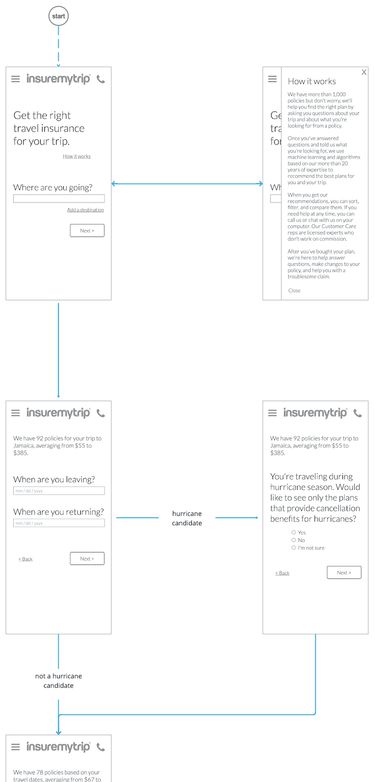 start
insuremytrip
Get the right
travel insurance
for your trip.
How it works
Where are you going?
Add a destination
Next >
X
Ge
tra
fo
W
How it works
We have more than 1,000
policies but don't worry, we'll
help you find the right plan by
asking you questions about your
trip and about what you're
looking for from a policy.
Once you've answered
questions and told us what
you're looking for, we use
machine learning and algorithms
based on our more than 20
years of expertise to
recommend the best plans for
you and your trip.
When you get our
recommendations, you can sort,
filter, and compare them. If you
need help at any time, you can
call us or chat with us on your
computer. Our Customer Care
reps are licensed experts who
don't work on commission.
After you've bought your plan,
we're here to help answer
questions, make changes to your
policy, and help you with a
troublesome claim.
Close
insuremytrip
We have 92 policies for your trip to
Jamaica, averaging from $55 to
$385.
When are you leaving?
mm / dd / yyyy
When are you returning?
mm / dd / yyyy
< Back
Next >
hurricane
candidate
insuremytrip
We have 92 policies for your trip to
Jamaica, averaging from $55 to
$385.
You're traveling during
hurricane season. Would
like to see only the plans
that provide cancellation
benefits for hurricanes?
Yes
No
I'm not sure
< Back
Next >
not a hurricane
candidate
insuremytrip
We have 78 policies based on your
travel dates, averaging from $67 to